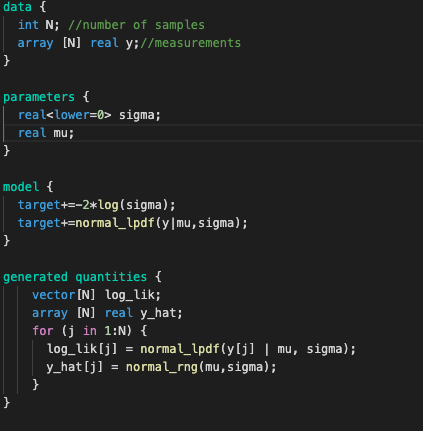 data {
  int N; //number of samples
  array [N] real y;//measurements
}

parameters {
  real<lower=0> sigma;
  real mu;
}

model {
  target+=-2*log(sigma);
  target+=normal_lpdf(y|mu,sigma);
}

generated quantities {
    vector[N] log_lik;
    array [N] real y_hat;
    for (j in 1:N) {
      log_lik[j] = normal_lpdf(y[j] | mu, sigma);
      y_hat[j] = normal_rng(mu,sigma);
    }
}